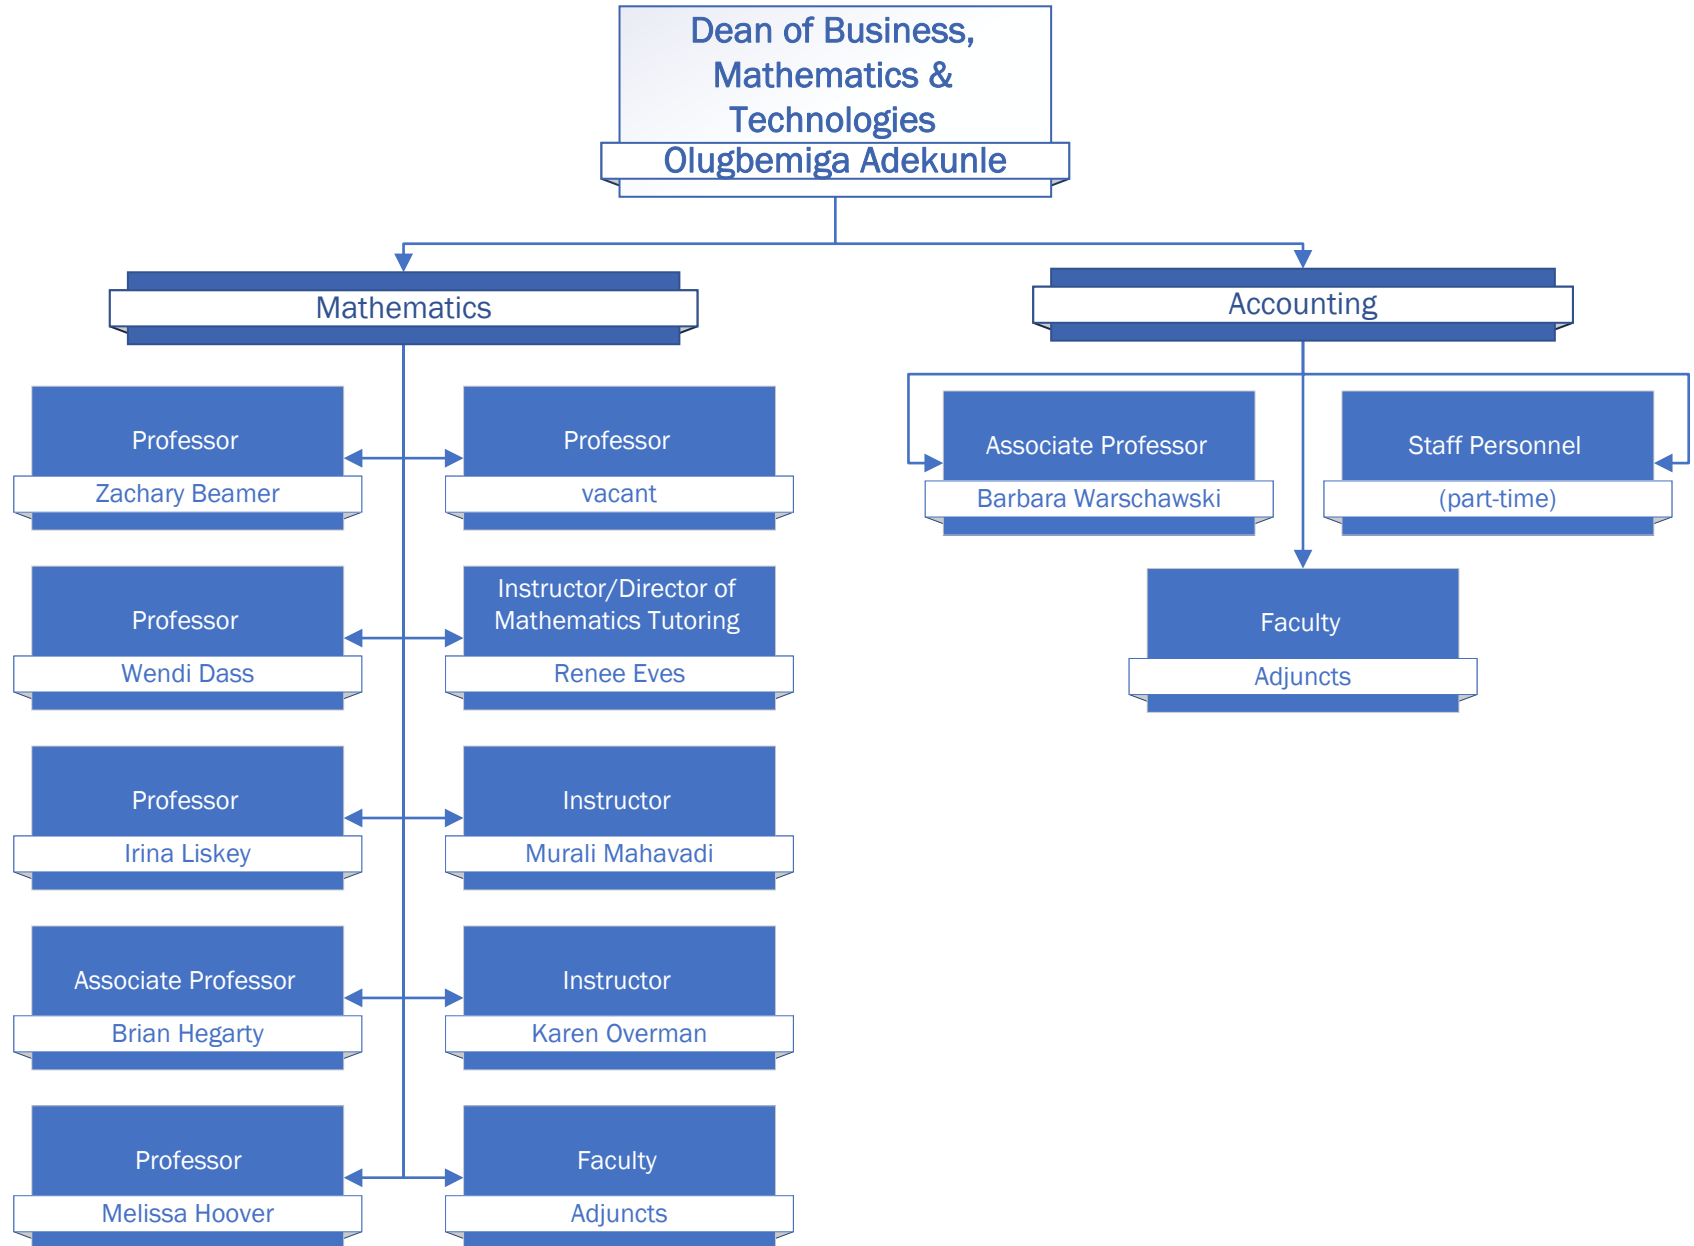 Dean of Business,
Mathematics &
Technologies
Olugbemiga Adekunle
Mathematics
Accounting
Professor
Zachary Beamer
Professor
vacant
Associate Professor
Barbara Warschawski
Staff Personnel
(part-time)
Professor
Wendi Dass
Instructor/Director of
Mathematics Tutoring
Renee Eves
Faculty
Adjuncts
Professor
Irina Liskey
Instructor
Murali Mahavadi
Associate Professor
Brian Hegarty
Instructor
Karen Overman
Professor
Melissa Hoover
Faculty
Adjuncts